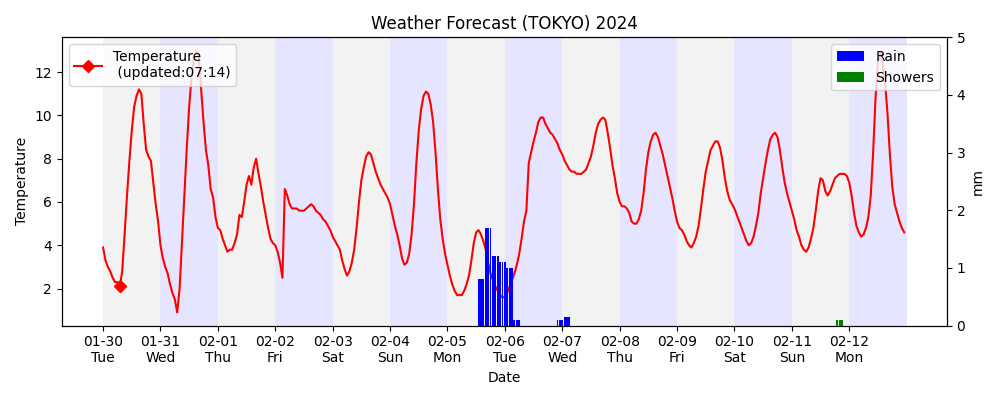 Weather Forecast (TOKYO) 2024
Temperature
(updated:07:14)
Rain
Showers
Temperature
12
10
8
6
4
2
5
4
3
2
1
0
mm
01-30 01-31 02-01 02-02 02-03 02-04 02-05 02-06 02-07 02-08 02-09 02-10 02-11 02-12
Tue Wed Thu Fri Sat Sun Mon Tue Wed Thu Fri Sat Sun Mon
Date